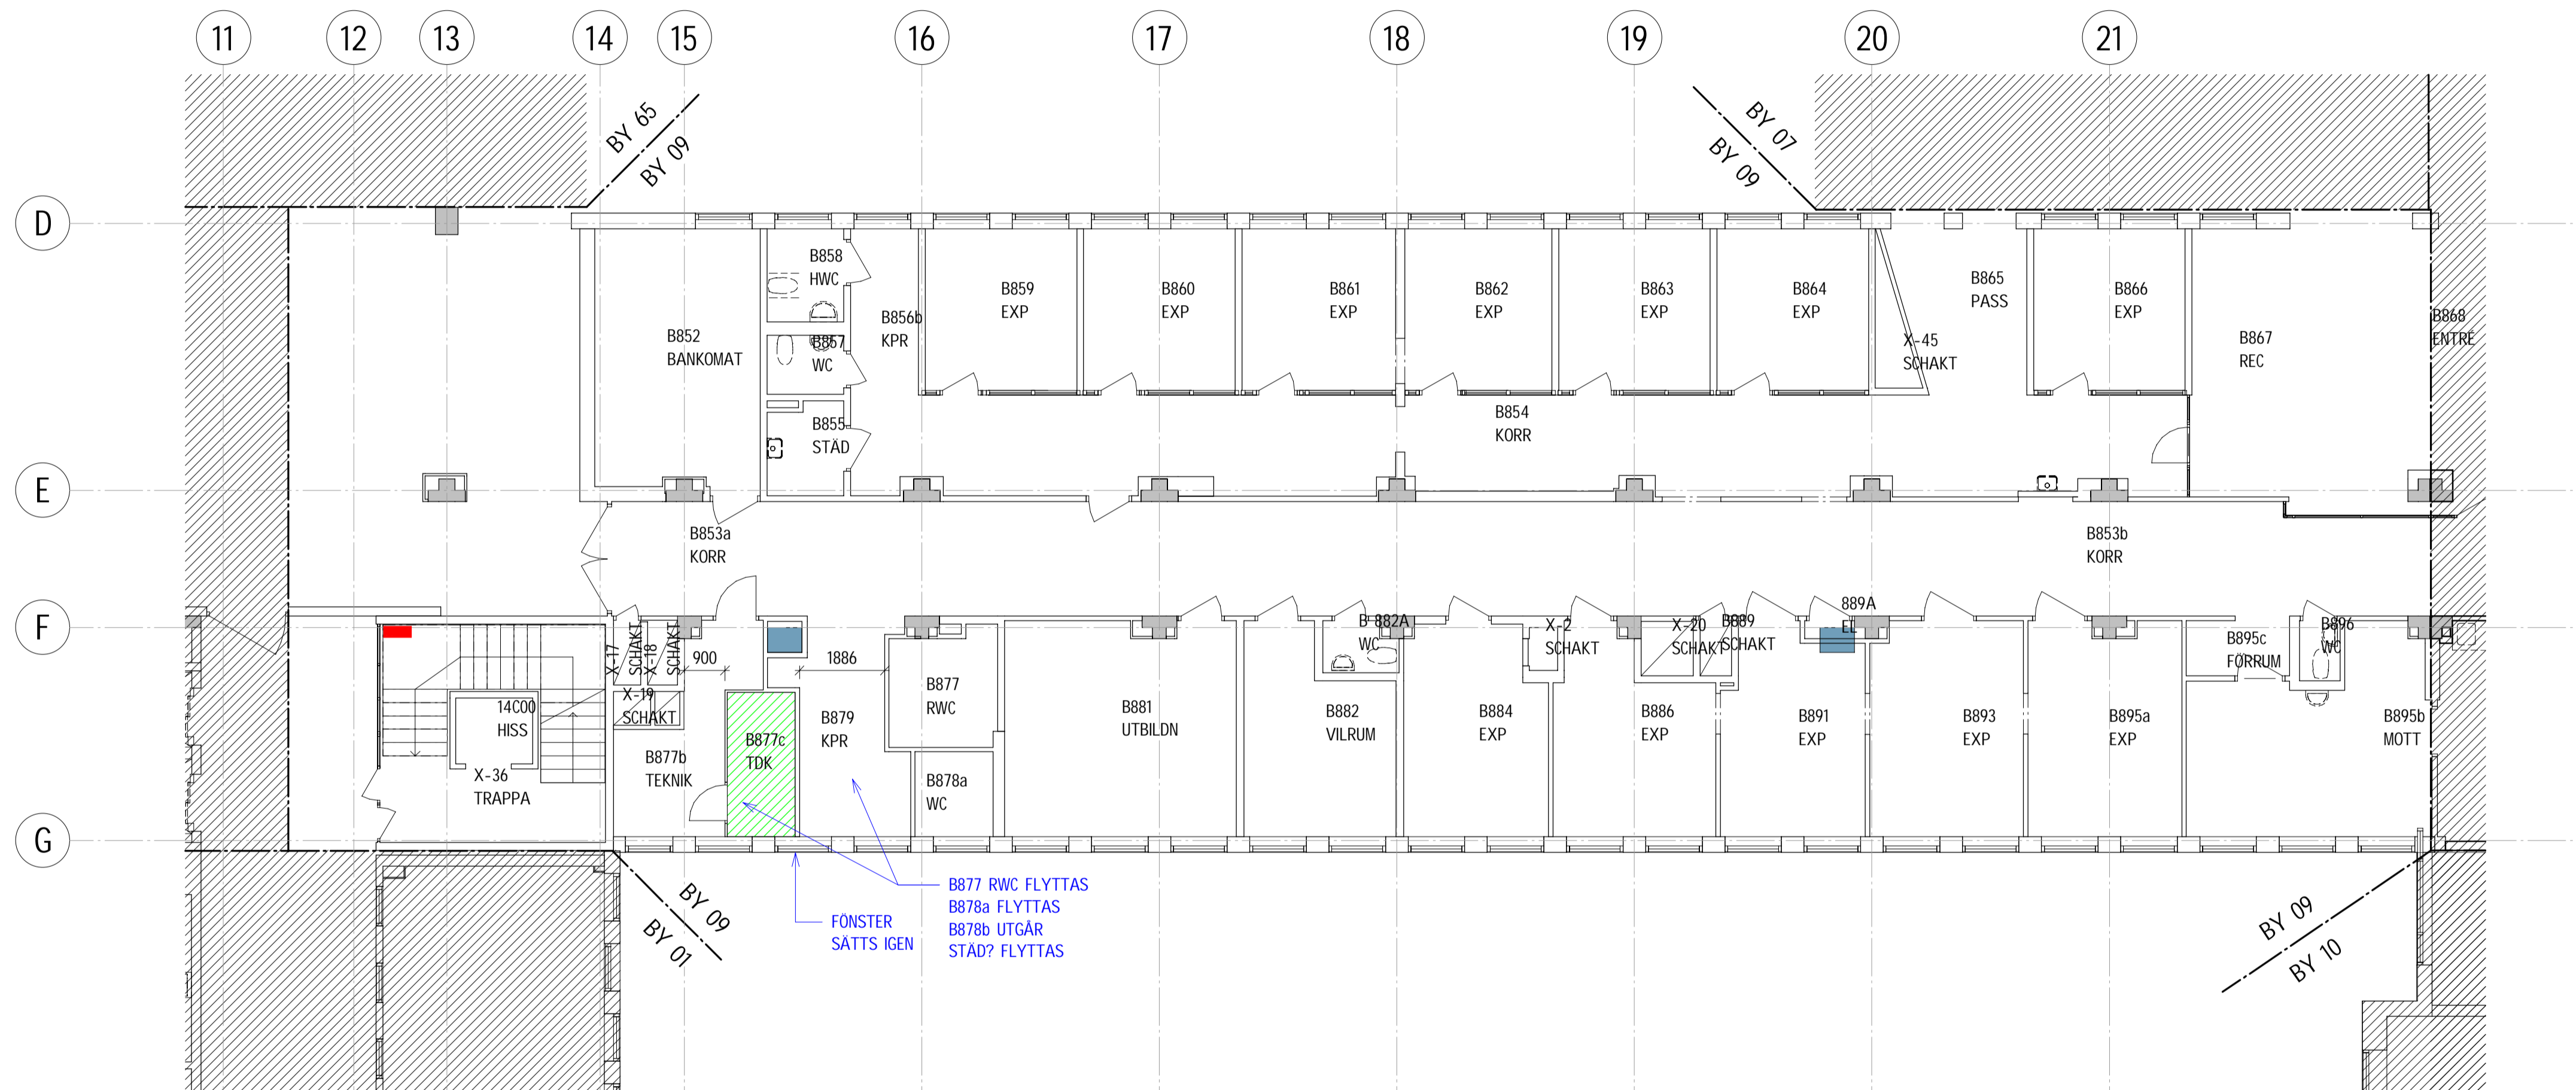 11
12
13
14
15
16
17
18
19
20
21
BY 65
BY 09
BY 07
BY 09
D
E
F
G
B852
BANKOMAT
B858
HWC
B857
WC
B855
STÄD
B856b
KPR
B859
EXP
B860
EXP
B861
EXP
B862
EXP
B863
EXP
B864
EXP
X-45
SCHAKT
B865
PASS
B866
EXP
B867
REC
B868
ENTRÉ
B854
KORR
B853a
KORR
B853b
KORR
14C00
HISS
X-36
TRAPPA
X-17
SCHAKT
X-18
SCHAKT
X-19
SCHAKT
900
1886
B877b
TEKNIK
B877c
TDK
B879
KPR
B877
RWC
B878a
WC
B881
UTBILDN
B882A
WC
B882
VILRUM
B884
EXP
X-2
SCHAKT
B886
EXP
X-20
SCHAKT
B889
SCHAKT
889A
EL
B891
EXP
B893
EXP
B895a
EXP
B895c
FÖRRUM
B896
WC
B895b
MOTT
BY 09
BY 01
FÖNSTER
SÄTTS IGEN
B877 RWC FLYTTAS
B878a FLYTTAS
B878b UTGÅR
STÄD? FLYTTAS
BY 09
BY 10